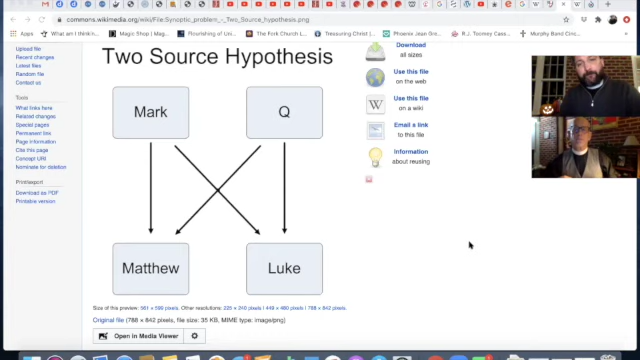 commons.wikimedia.org/wiki/File:Synoptic_problem_-_Two_Source_hypothesis.png
Apps
What am I thinking...
Magic Shop | Mag...
Flourishing of Uni...
The Fork Church |...
Tressuring Christ |...
Phoenix Jean Gre...
R.J. Toomey Cass...
Murphy Band Cinc...
Upload file
Recent changes
Latest files
Random file
Contact us
Tools
What links here
Related changes
Special pages
Permanent link
Page information
Cite this page
Concept URI
Nominate for deletion
Print/export
Download as PDF
Printable version
Two Source Hypothesis
Mark
Q
Matthew
Luke
Download
all sizes
Use this file
on the web
Use this file
on a wiki
Email a link
to this file
Information
about reusing
Size of this preview: 561 × 599 pixels. Other resolutions: 225 × 240 pixels | 449 × 480 pixels | 788 × 842 pixels.
Original file (788 × 842 pixels, file size: 35 KB, MIME type: image/png)
Open in Media Viewer